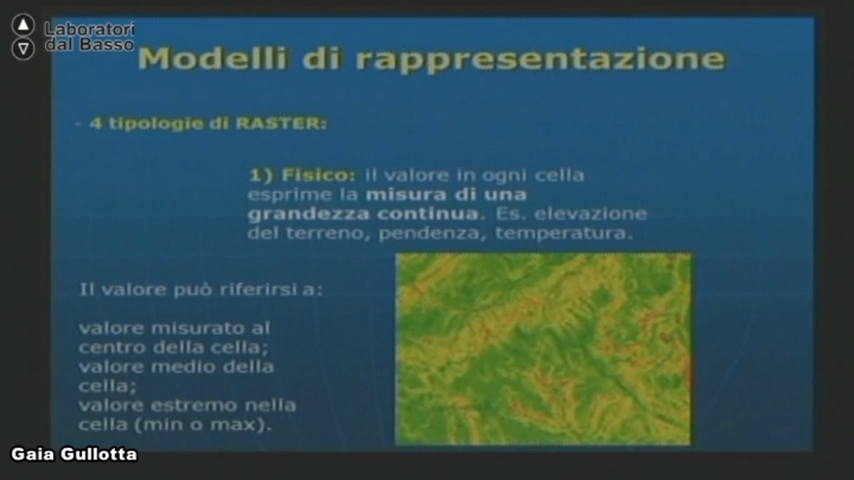 Laboratori
dal Basso
Modelli di rappresentazione
- 4 tipologie di RASTER:
1) Fisico: il valore in ogni cella
esprime la misura di una
grandezza continua. Es. elevazione
del terreno, pendenza, temperatura.
Il valore può riferirsi a:
valore misurato al
centro della cella;
valore medio della
cella;
valore estremo nella
cella (min o max).
Gaia Gullotta